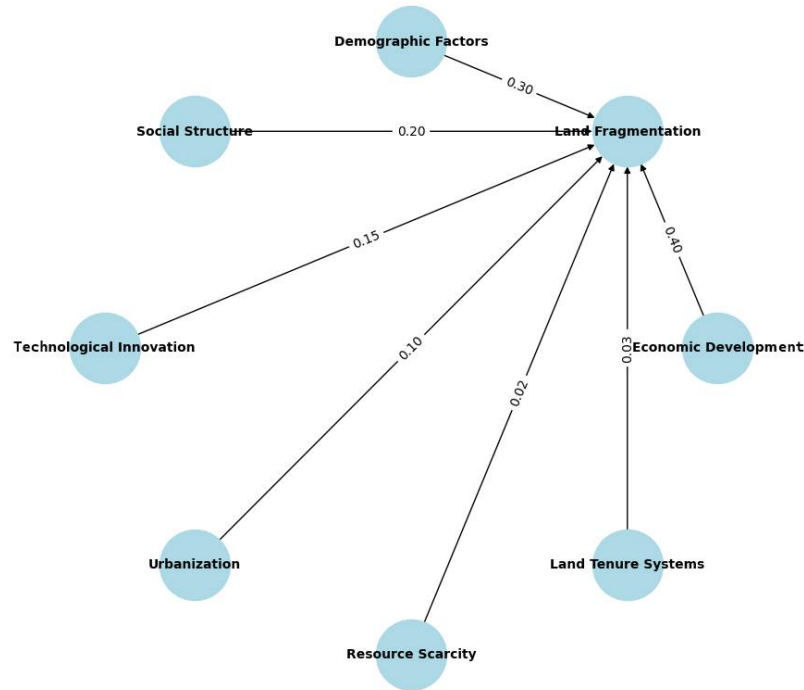 Demographic Factors
0.30
Social Structure
0.20
Land Fragmentation
0.15
0.40
Technological Innovation
0.10
0.03
Economic Development
0.02
Urbanization
Land Tenure Systems
Resource Scarcity